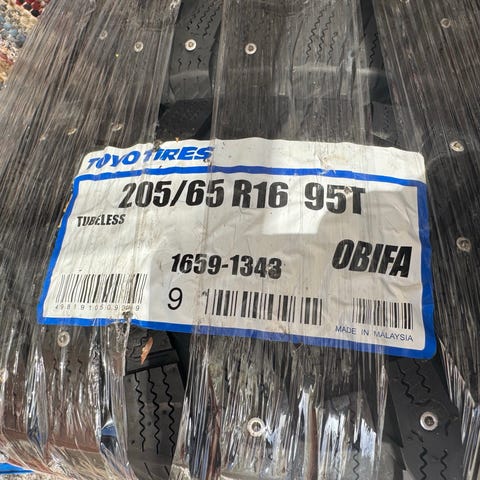 TOYO TIRES
205/65 R16 95T
TUBELESS
1659-1343
OBIFA
9
MADE IN MALAYSIA